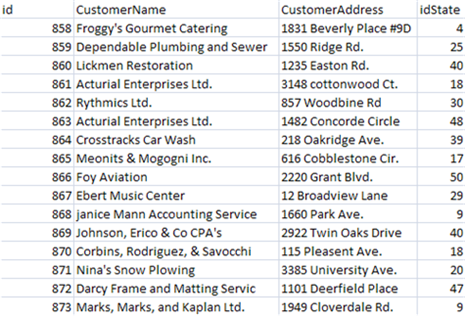 id CustomerName CustomerAddress idState
858 Froggy's Gourmet Catering 1831 Beverly Place #9D 4
859 Dependable Plumbing and Sewer 1550 Ridge Rd. 25
860 Lickmen Restoration 1235 Easton Rd. 40
861 Acturial Enterprises Ltd. 3148 cottonwood Ct. 18
862 Rythmics Ltd. 857 Woodbine Rd 30
863 Acturial Enterprises Ltd. 1482 Concorde Circle 48
864 Crosstracks Car Wash 218 Oakridge Ave. 39
865 Meonits & Mogogni Inc. 616 Cobblestone Cir. 17
866 Foy Aviation 2220 Grant Blvd. 50
867 Ebert Music Center 12 Broadview Lane 29
868 janice Mann Accounting Service 1660 Park Ave. 9
869 Johnson, Erico & Co CPA's 2922 Twin Oaks Drive 40
870 Corbins, Rodriguez, & Savocchi 115 Pleasent Ave. 18
871 Nina's Snow Plowing 3385 University Ave. 20
872 Darcy Frame and Matting Servic 1101 Deerfield Place 47
873 Marks, Marks, and Kaplan Ltd. 1949 Cloverdale Rd. 9